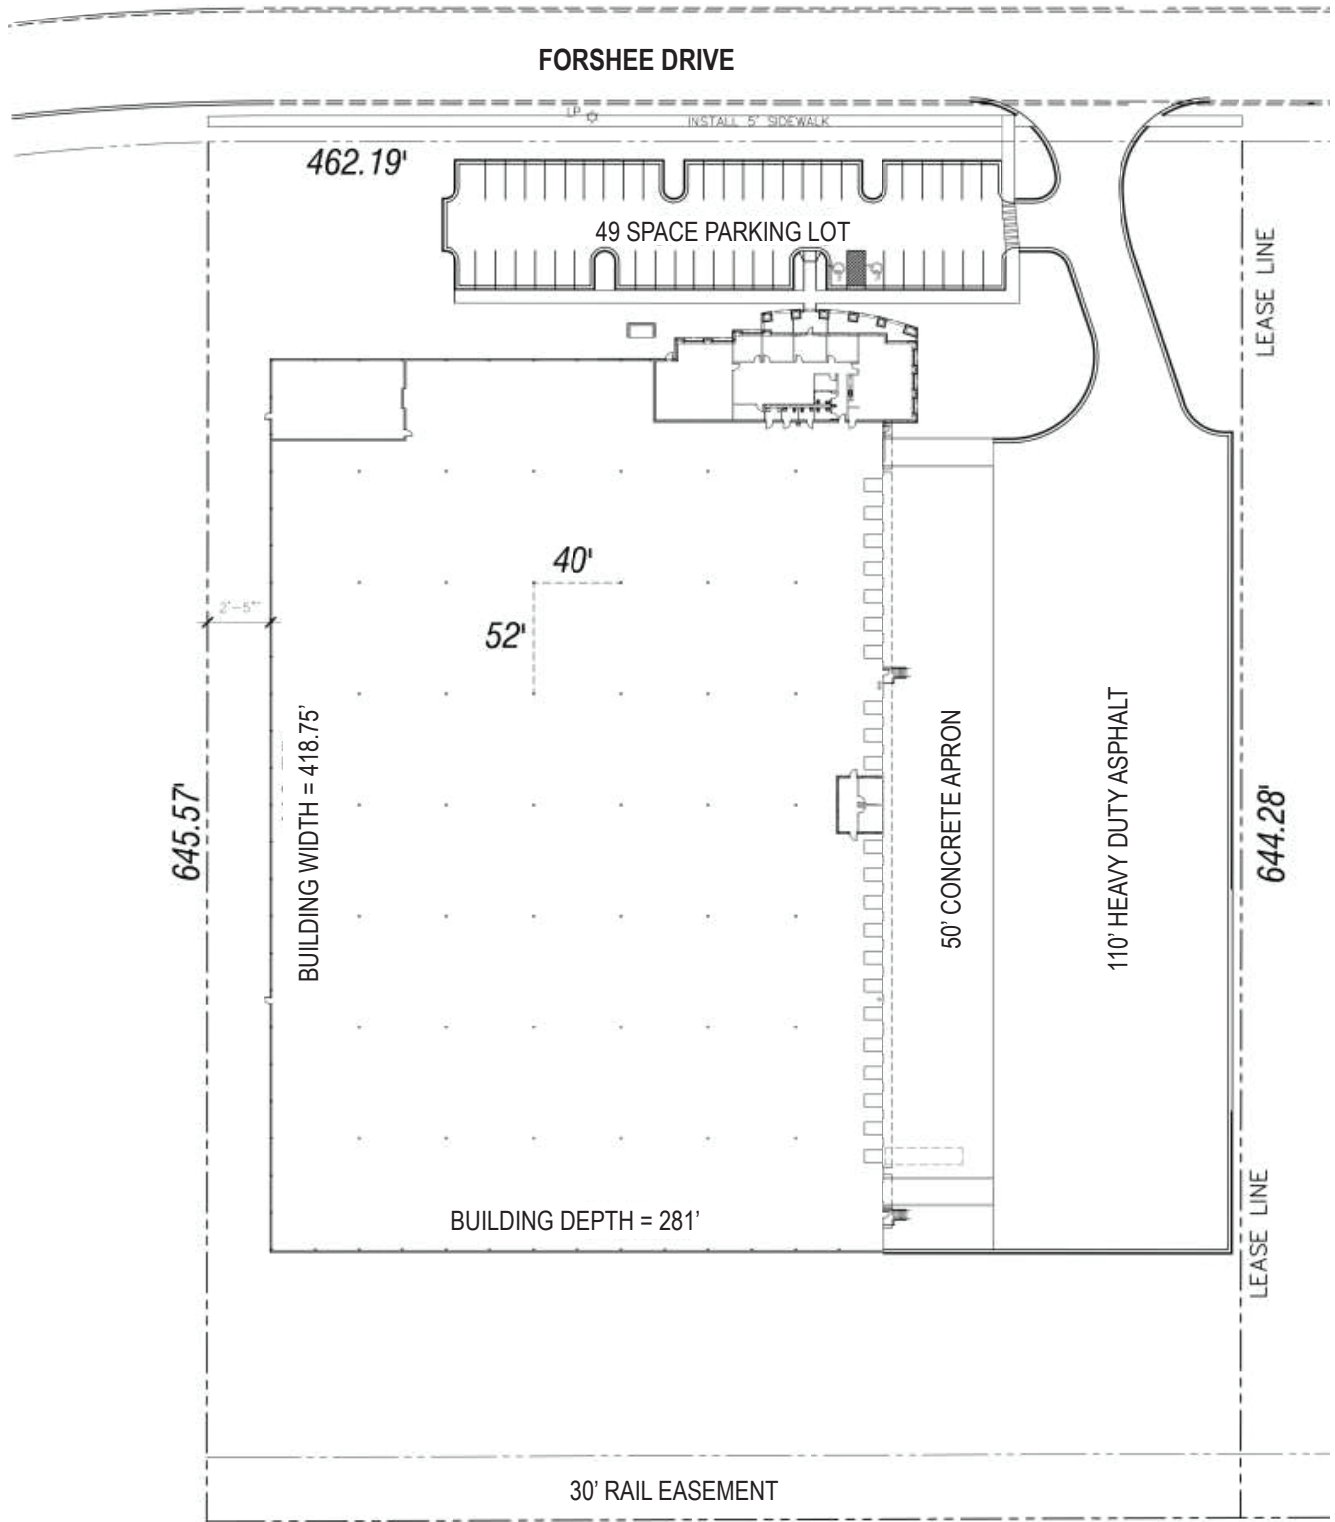 FORSHEE DRIVE
LP
INSTALL 5' SIDEWALK
462.19'
49 SPACE PARKING LOT
LEASE LINE
40'
52'
BUILDING WIDTH = 418.75'
645.57'
50' CONCRETE APRON
110' HEAVY DUTY ASPHALT
644.28'
BUILDING DEPTH = 281'
LEASE LINE
30' RAIL EASEMENT